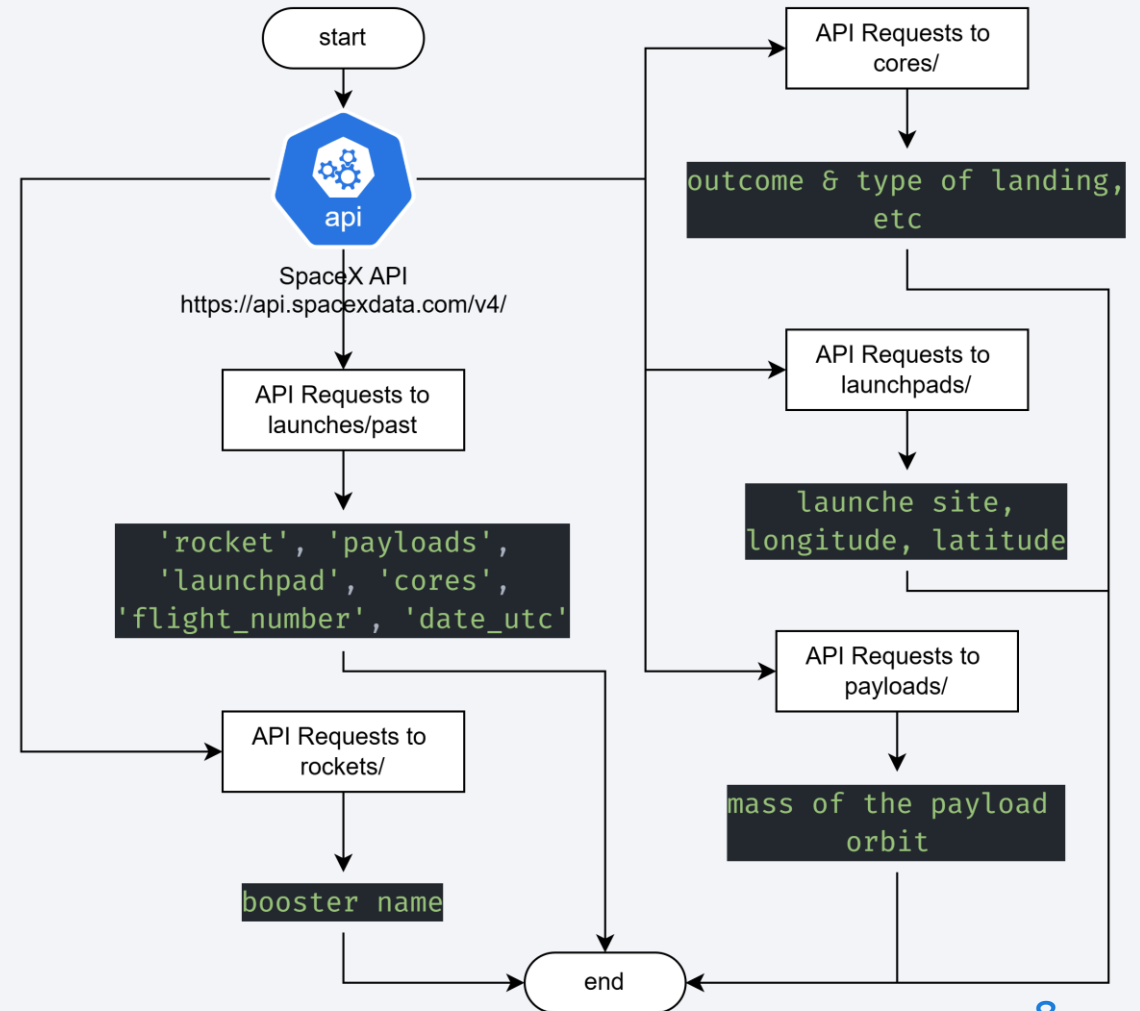 start
api
SpaceX API
https://api.spacexdata.com/v4/
API Requests to
launches/past
'rocket', 'payloads',
'launchpad', 'cores',
'flight_number', 'date_utc'
API Requests to
rockets/
booster name
API Requests to
cores/
outcome & type of landing,
etc
API Requests to
launchpads/
launche site,
longitude, latitude
API Requests to
payloads/
mass of the payload
orbit
end